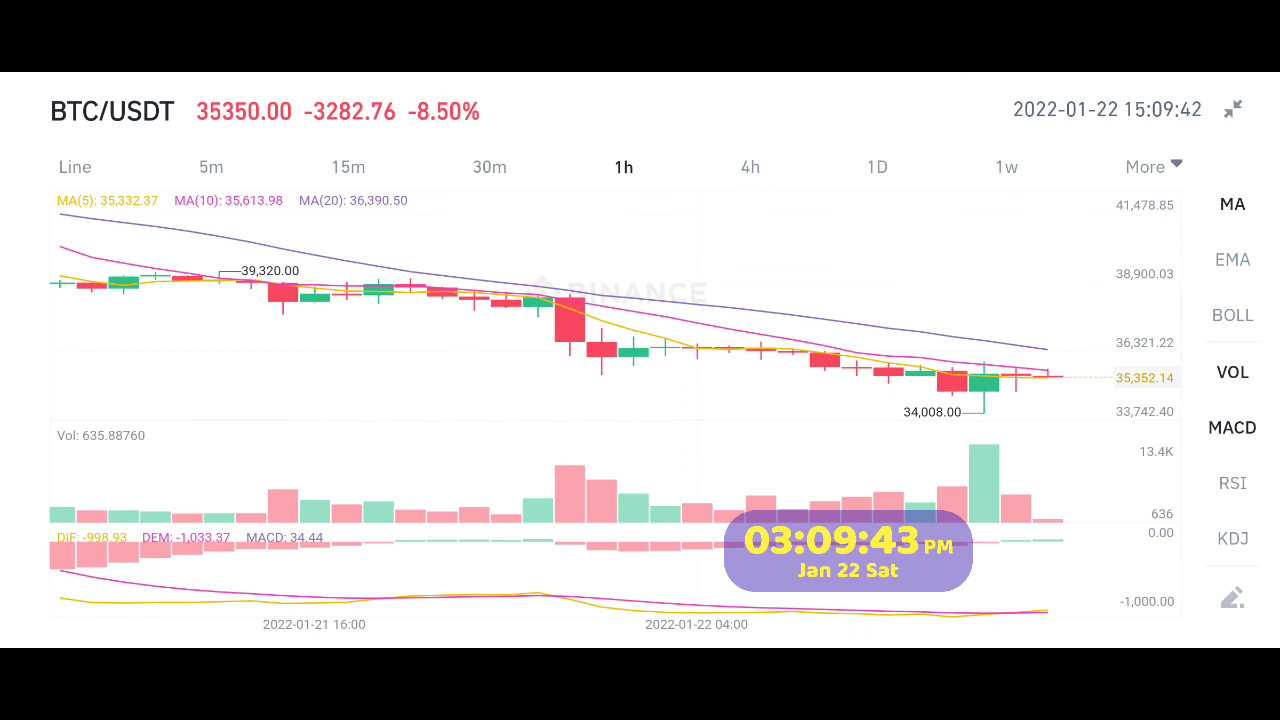 BTC/USDT 35350.00 -3282.76 -8.50% 2022-01-22 15:09:42
Line 5m 15m 30m 1h 4h 1D 1w More
MA(5): 35,332.37 MA(10): 35,613.98 MA(20): 36,390.50
41,478.85
39,320.00
38,900.03
BINANCE
36,321.22
35,352.14
34,008.00
33,742.40
Vol: 635.88760
13.4K
636
DIF: -998.93 DEM: -1,033.37 MACD: 34.44
0.00
-1,000.00
2022-01-21 16:00 2022-01-22 04:00
03:09:43 PM
Jan 22 Sat
MA
EMA
BOLL
VOL
MACD
RSI
KDJ